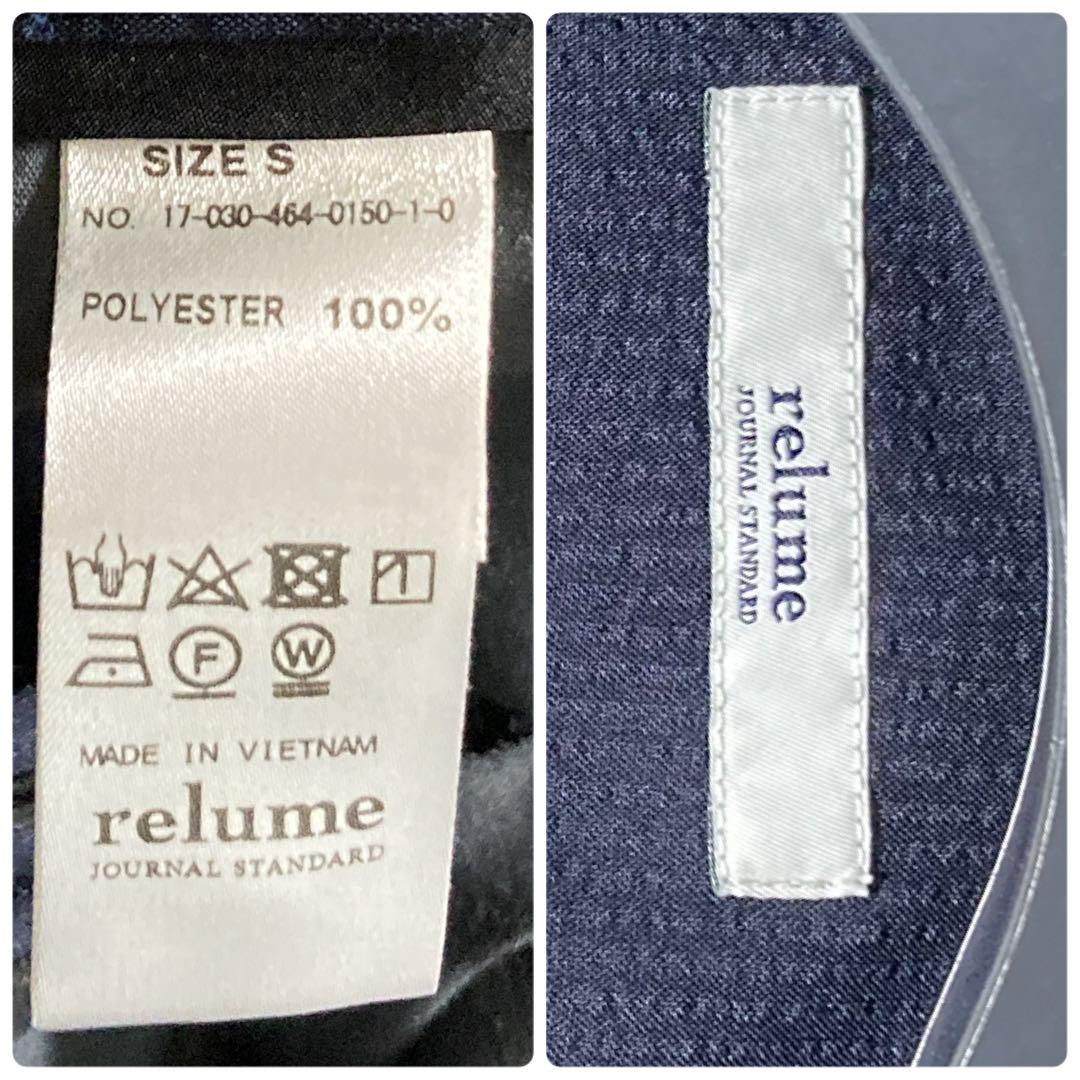 SIZE S
NO. 17-030-464-0150-1-0
POLYESTER 100%
F
W
MADE IN VIETNAM
relume
JOURNAL STANDARD
relume
JOURNAL STANDARD